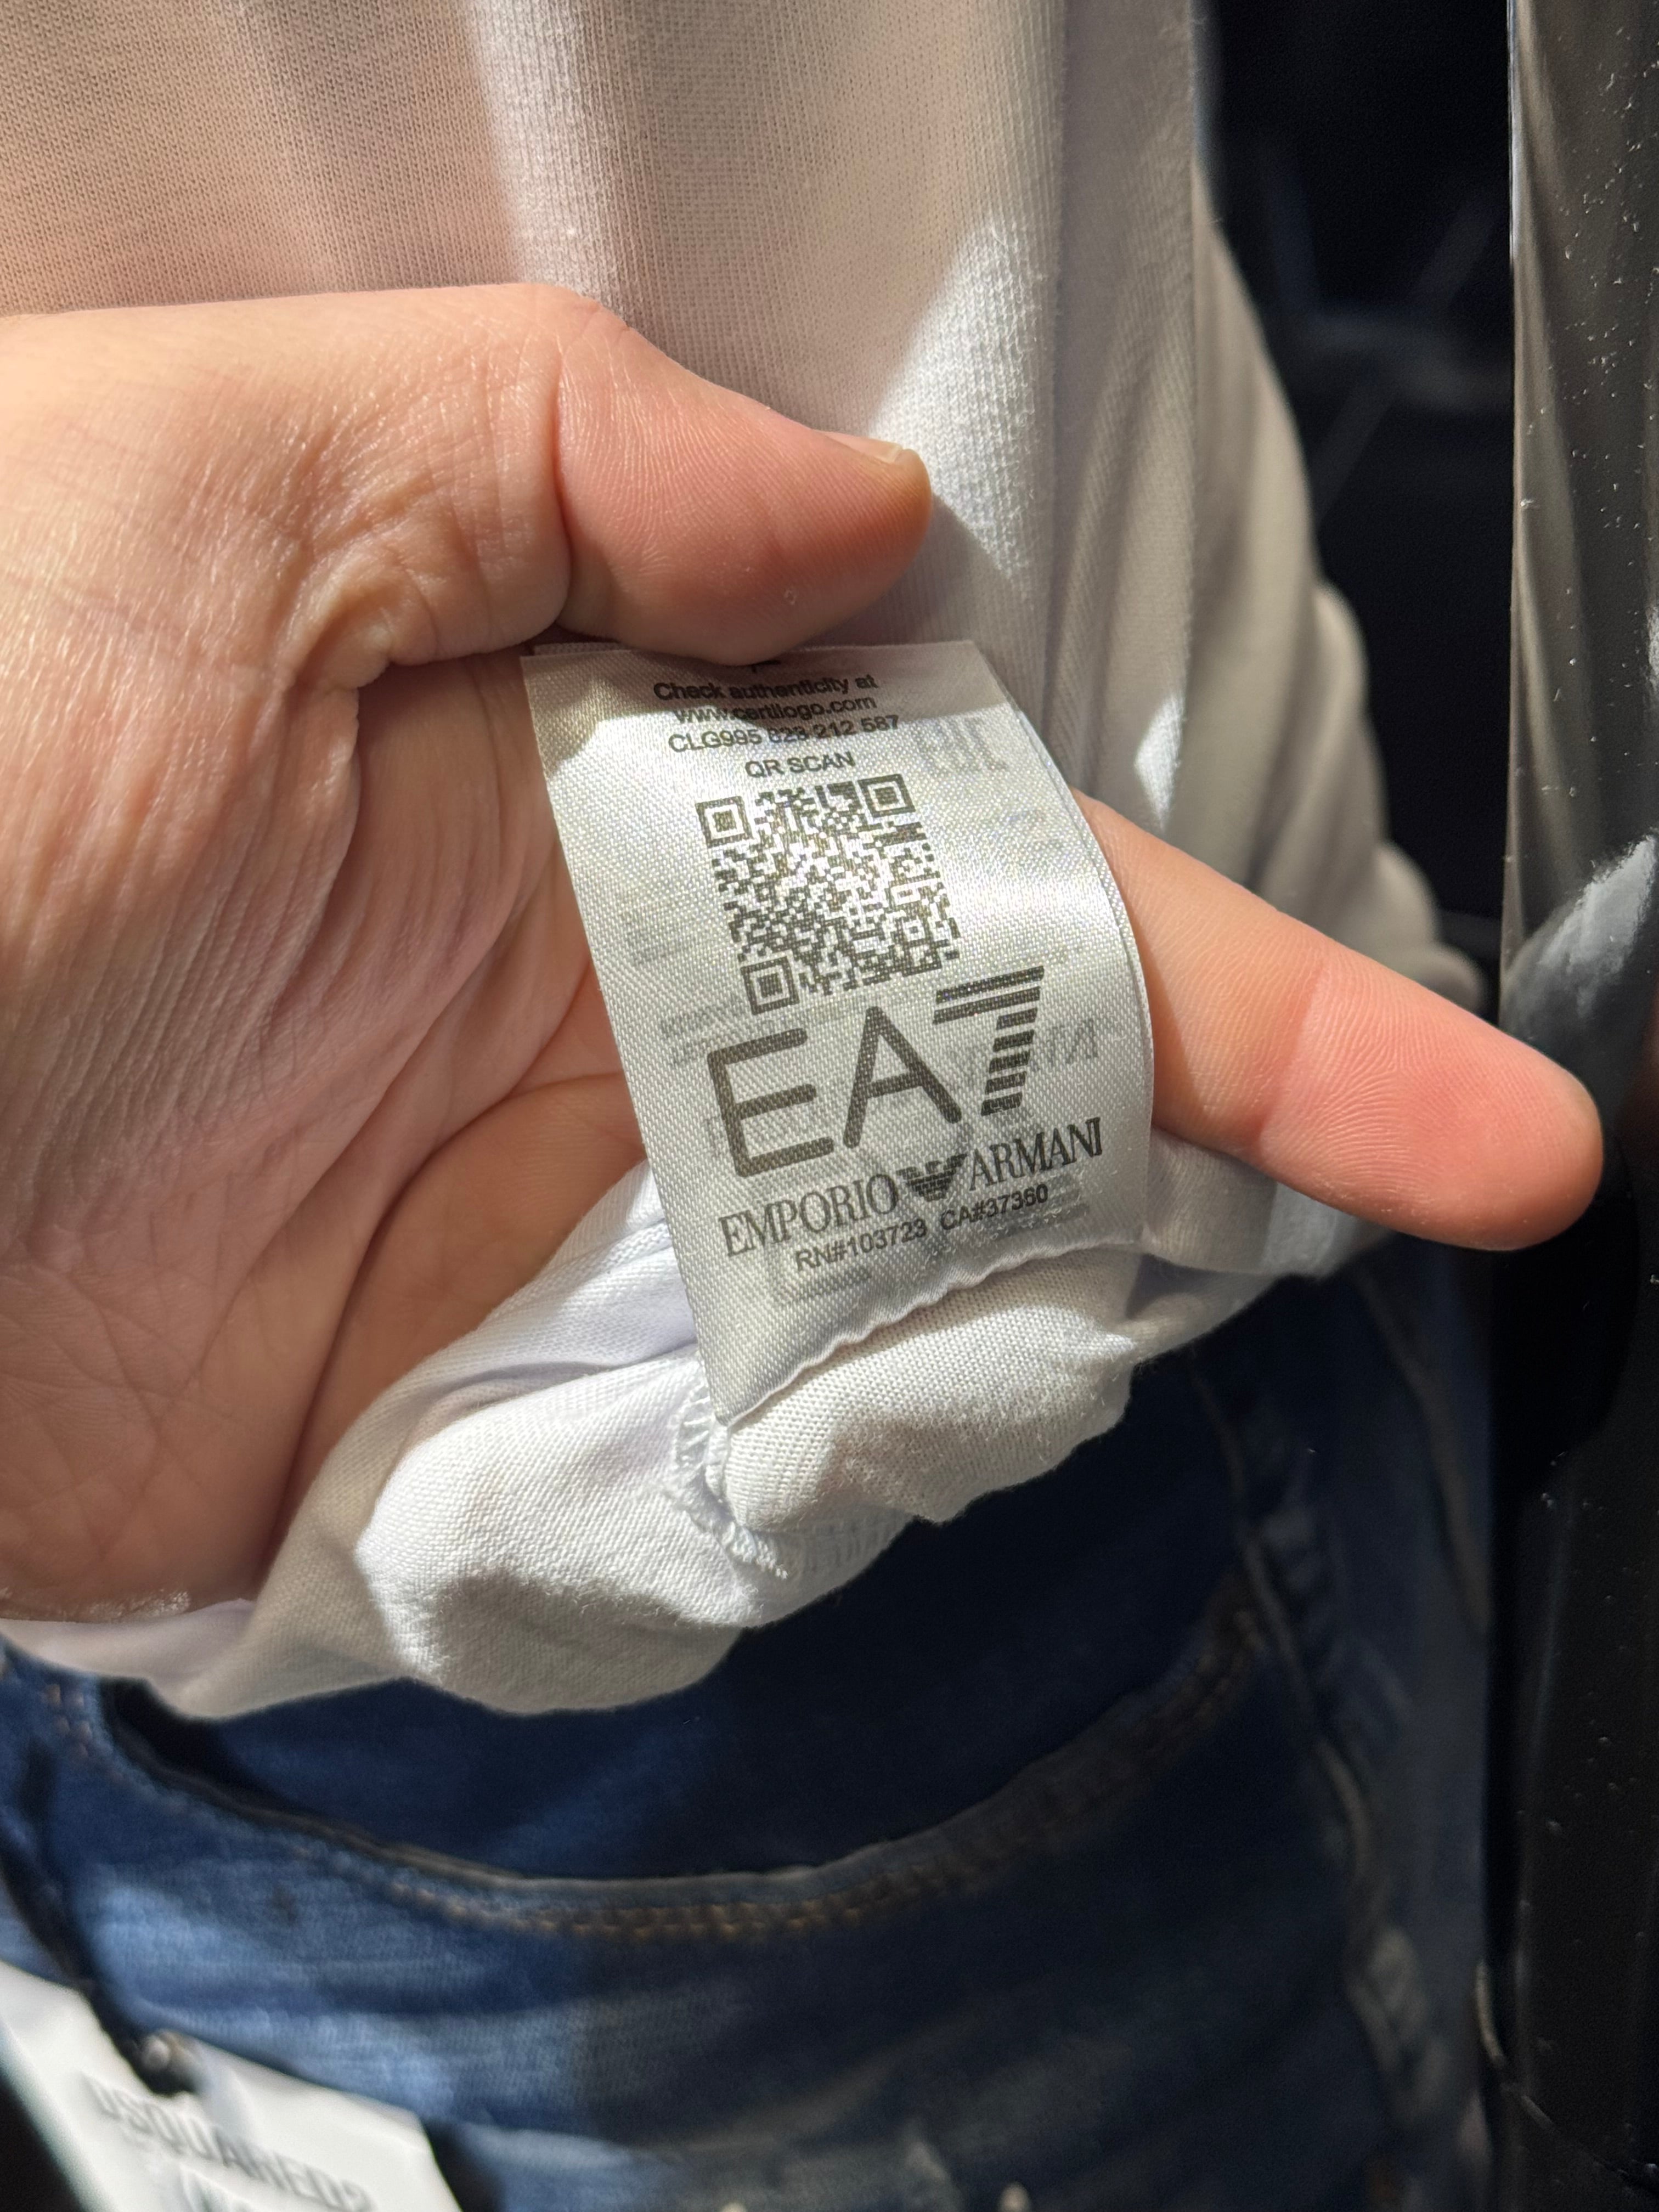 Check authenticity at
www.certilogo.com
CLG995 823 212 587
QR SCAN
EA7
EMPORIO ARMANI
RN#103723 CA#37360
DSQUARED2